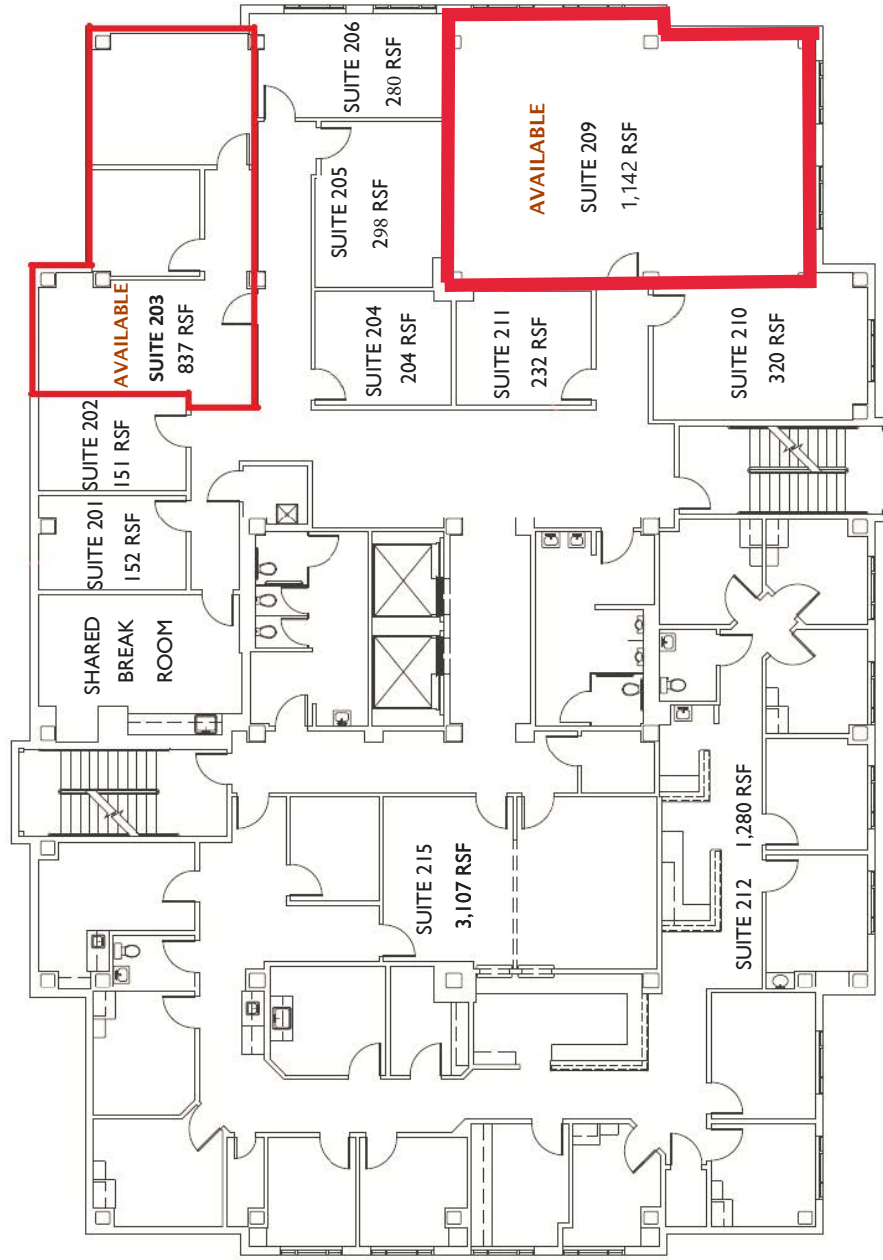 SHARED
BREAK
ROOM
SUITE 201
152 RSF
SUITE 202
151 RSF
AVAILABLE
SUITE 203
837 RSF
SUITE 204
204 RSF
SUITE 205
298 RSF
SUITE 206
280 RSF
AVAILABLE
SUITE 209
1,142 RSF
SUITE 211
232 RSF
SUITE 210
320 RSF
SUITE 215
3,107 RSF
SUITE 212
1,280 RSF